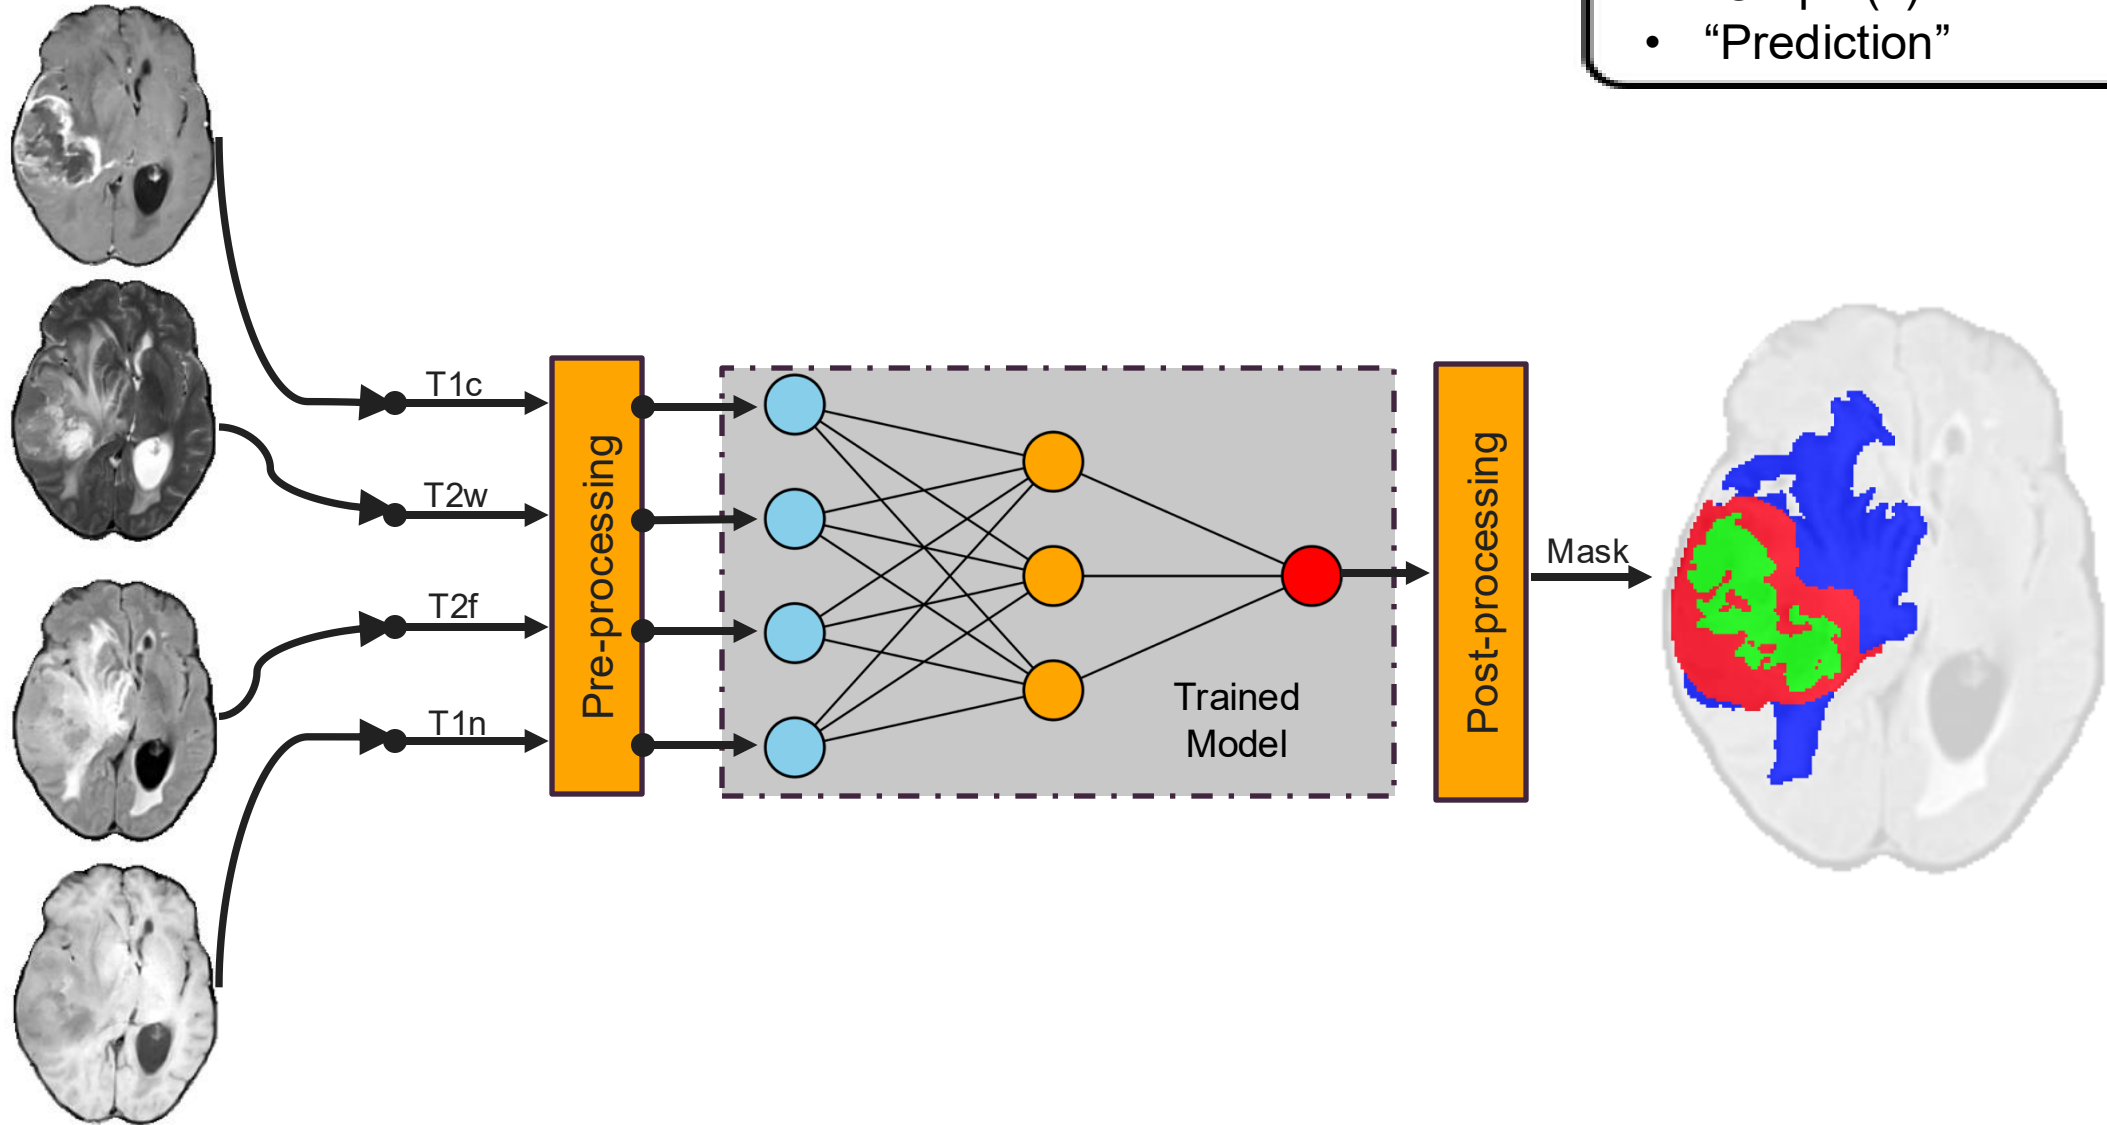 • “Prediction”
T1c
T2w
T2f
T1n
Pre-processing
Trained
Model
Post-processing
Mask